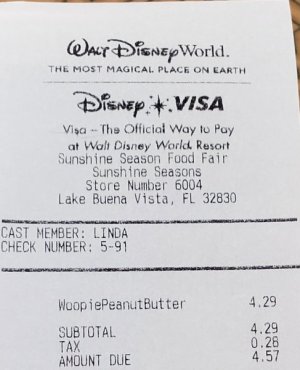 WALT DISNEY World.
THE MOST MAGICAL PLACE ON EARTH
DISNEY VISA
Visa - The Official Way to Pay
at Walt Disney World Resort
Sunshine Season Food Fair
Sunshine Seasons
Store Number 6004
Lake Buena Vista, FL 32830
CAST MEMBER: LINDA
CHECK NUMBER: 5-91
WoopiePeanutButter 4.29
SUBTOTAL 4.29
TAX 0.28
AMOUNT DUE 4.57